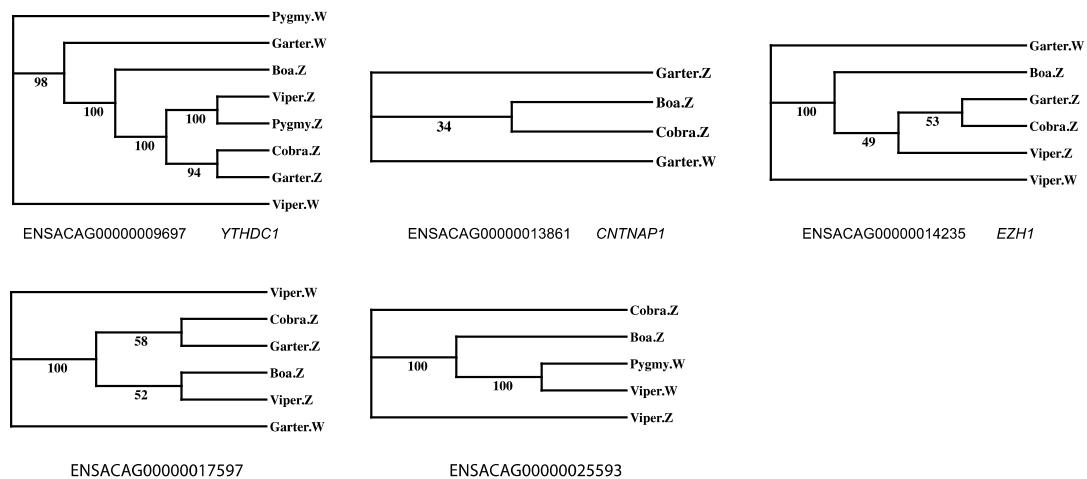 Pygmy.W
Garter.W
98
Boa.Z
100
Viper.Z
100
Pygmy.Z
100
Cobra.Z
94
Garter.Z
Viper.W
ENSACAG00000009697 YTHDC1
Garter.Z
Boa.Z
34
Cobra.Z
Garter.W
ENSACAG00000013861 CNTNAP1
Garter.W
Boa.Z
100
Garter.Z
53
Cobra.Z
49
Viper.Z
Viper.W
ENSACAG00000014235 EZH1
Viper.W
Cobra.Z
58
Garter.Z
100
Boa.Z
52
Viper.Z
Garter.W
ENSACAG00000017597
Cobra.Z
Boa.Z
100
Pygmy.W
100
Viper.W
Viper.Z
ENSACAG00000025593